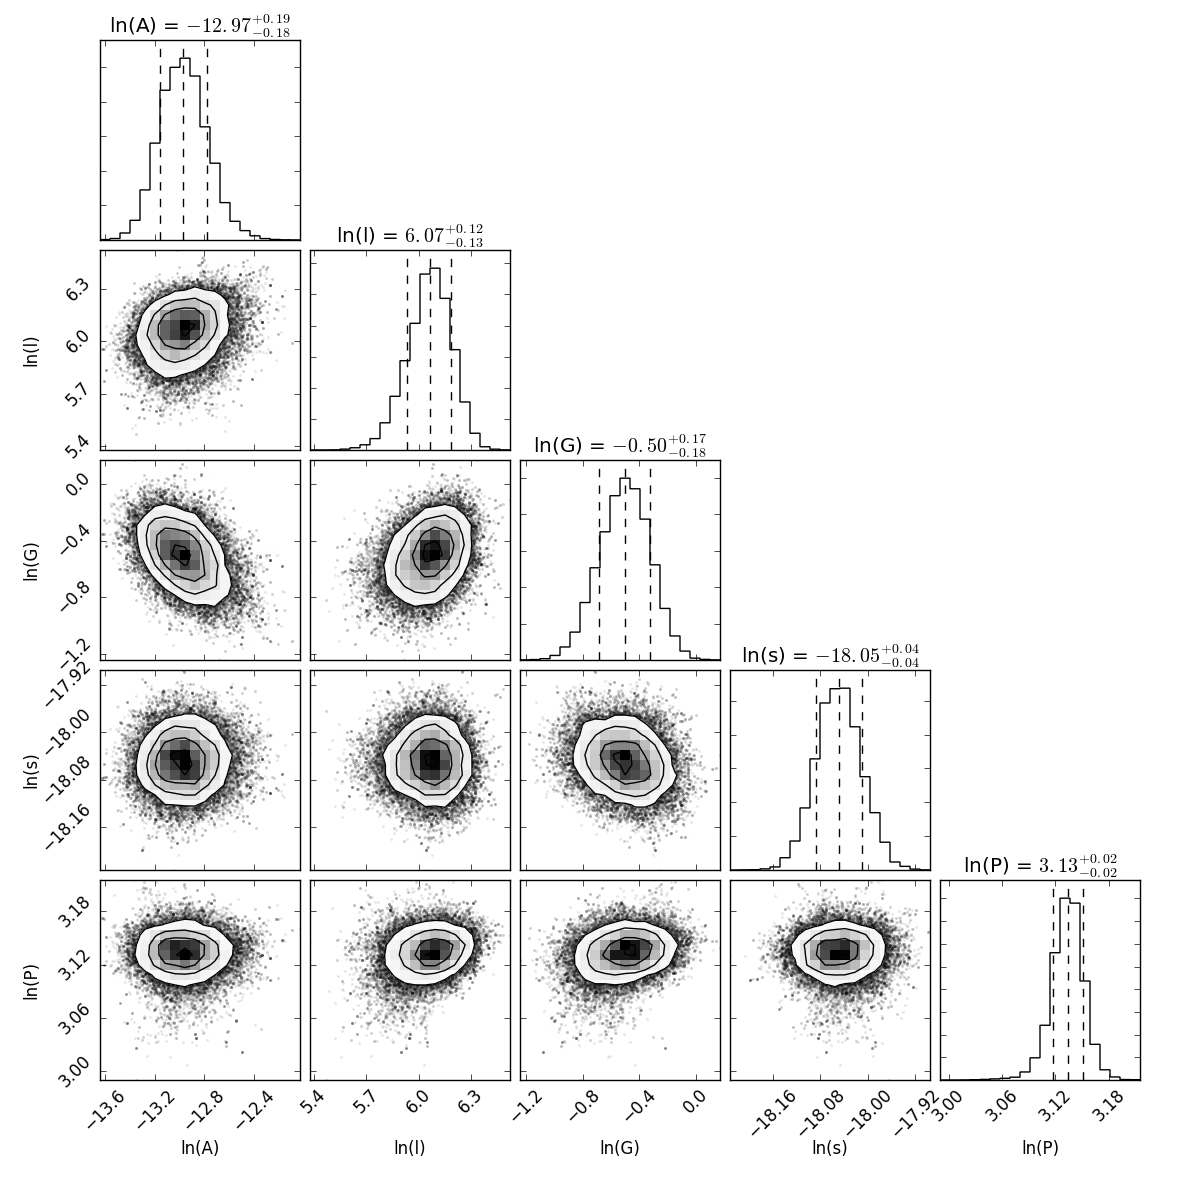 ln(A) = −12.97+0.19−0.18
ln(l) = 6.07+0.12−0.13
6.3
6.0
5.7
5.4
ln(l)
ln(G) = −0.50+0.17−0.18
0.0
−0.4
−0.8
−1.2
ln(G)
ln(s) = −18.05+0.04−0.04
−17.92
−18.00
−18.08
−18.16
ln(s)
ln(P) = 3.13+0.02−0.02
3.18
3.12
3.06
3.00
ln(P)
−13.6 −13.2 −12.8 −12.4 5.4 5.7 6.0 6.3 −1.2 −0.8 −0.4 0.0 −18.16 −18.08 −18.00 −17.92 3.00 3.06 3.12 3.18
ln(A) ln(l) ln(G) ln(s) ln(P)